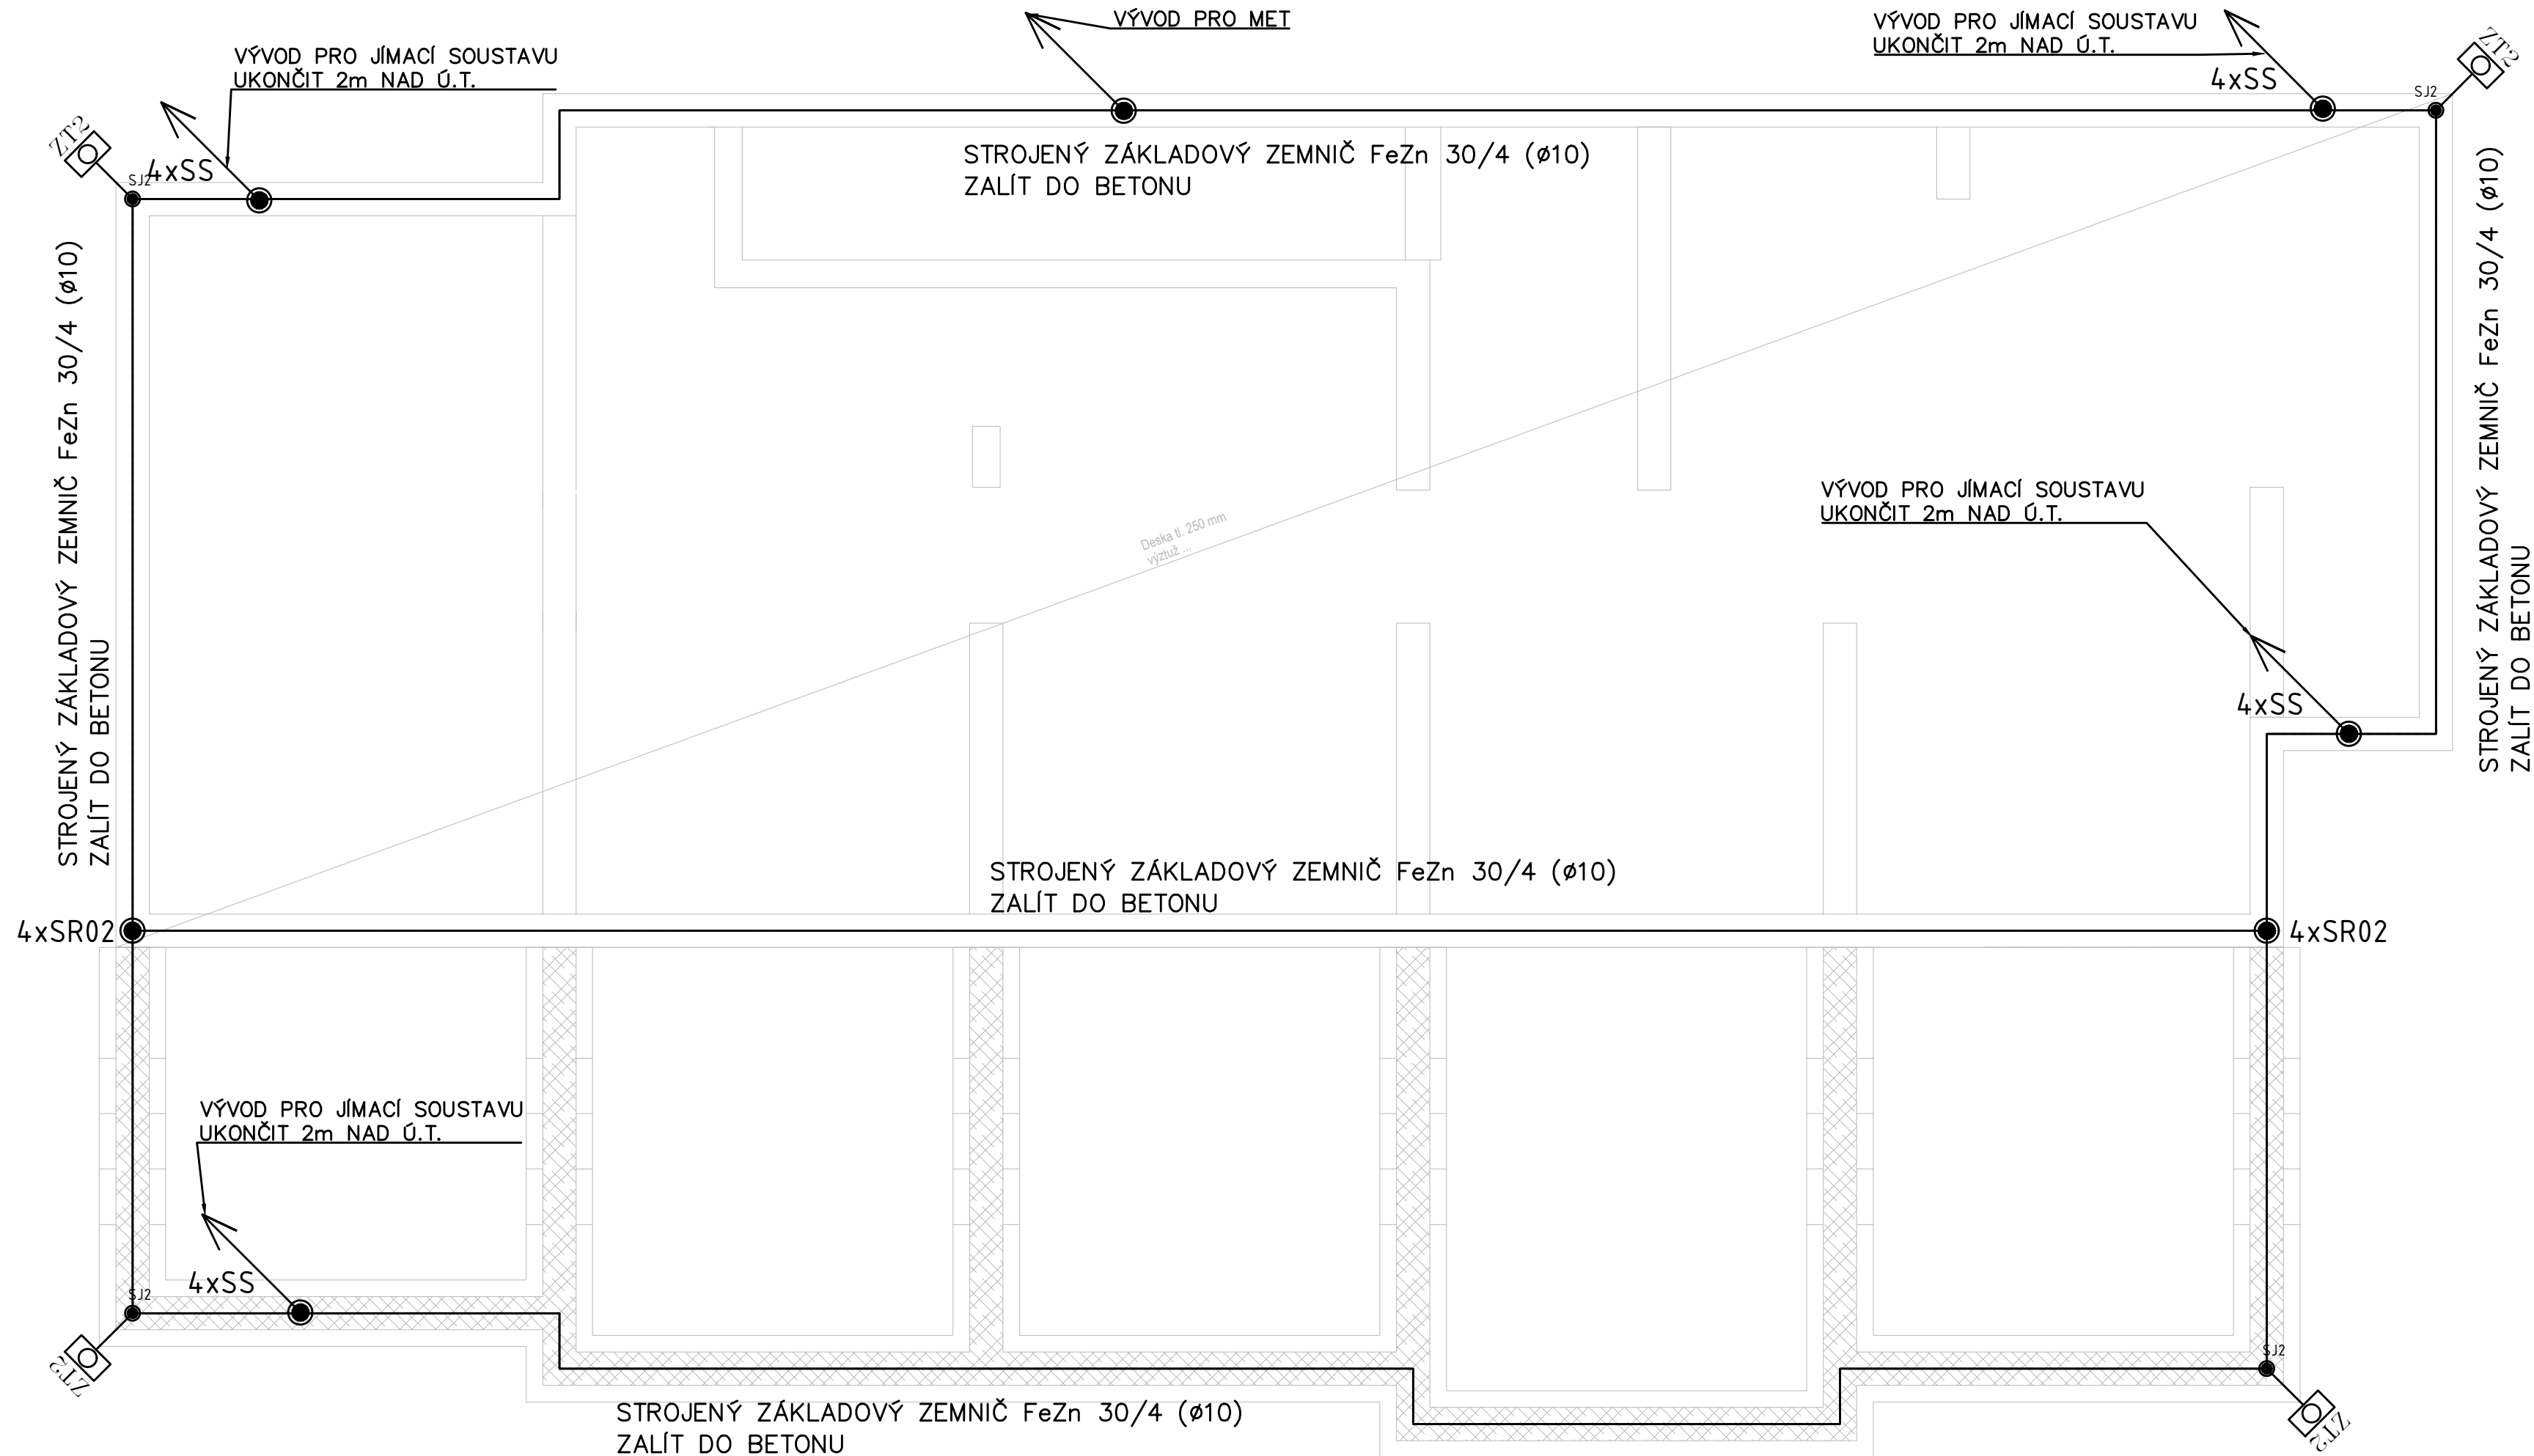 VÝVOD PRO MET
VÝVOD PRO JÍMACÍ SOUSTAVU
UKONČIT 2m NAD Ú.T.
VÝVOD PRO JÍMACÍ SOUSTAVU
UKONČIT 2m NAD Ú.T.
ZT2
4xSS
SJ2
ZT2
SJ2
4xSS
STROJENÝ ZÁKLADOVÝ ZEMNIČ FeZn 30/4 (ø10)
ZALÍT DO BETONU
STROJENÝ ZÁKLADOVÝ ZEMNIČ FeZn 30/4 (ø10)
ZALÍT DO BETONU
STROJENÝ ZÁKLADOVÝ ZEMNIČ FeZn 30/4 (ø10)
ZALÍT DO BETONU
Deska tl. 250 mm
výztuž ...
VÝVOD PRO JÍMACÍ SOUSTAVU
UKONČIT 2m NAD Ú.T.
4xSS
STROJENÝ ZÁKLADOVÝ ZEMNIČ FeZn 30/4 (ø10)
ZALÍT DO BETONU
4xSR02
4xSR02
VÝVOD PRO JÍMACÍ SOUSTAVU
UKONČIT 2m NAD Ú.T.
4xSS
SJ2
ZT2
SJ2
ZT2
STROJENÝ ZÁKLADOVÝ ZEMNIČ FeZn 30/4 (ø10)
ZALÍT DO BETONU